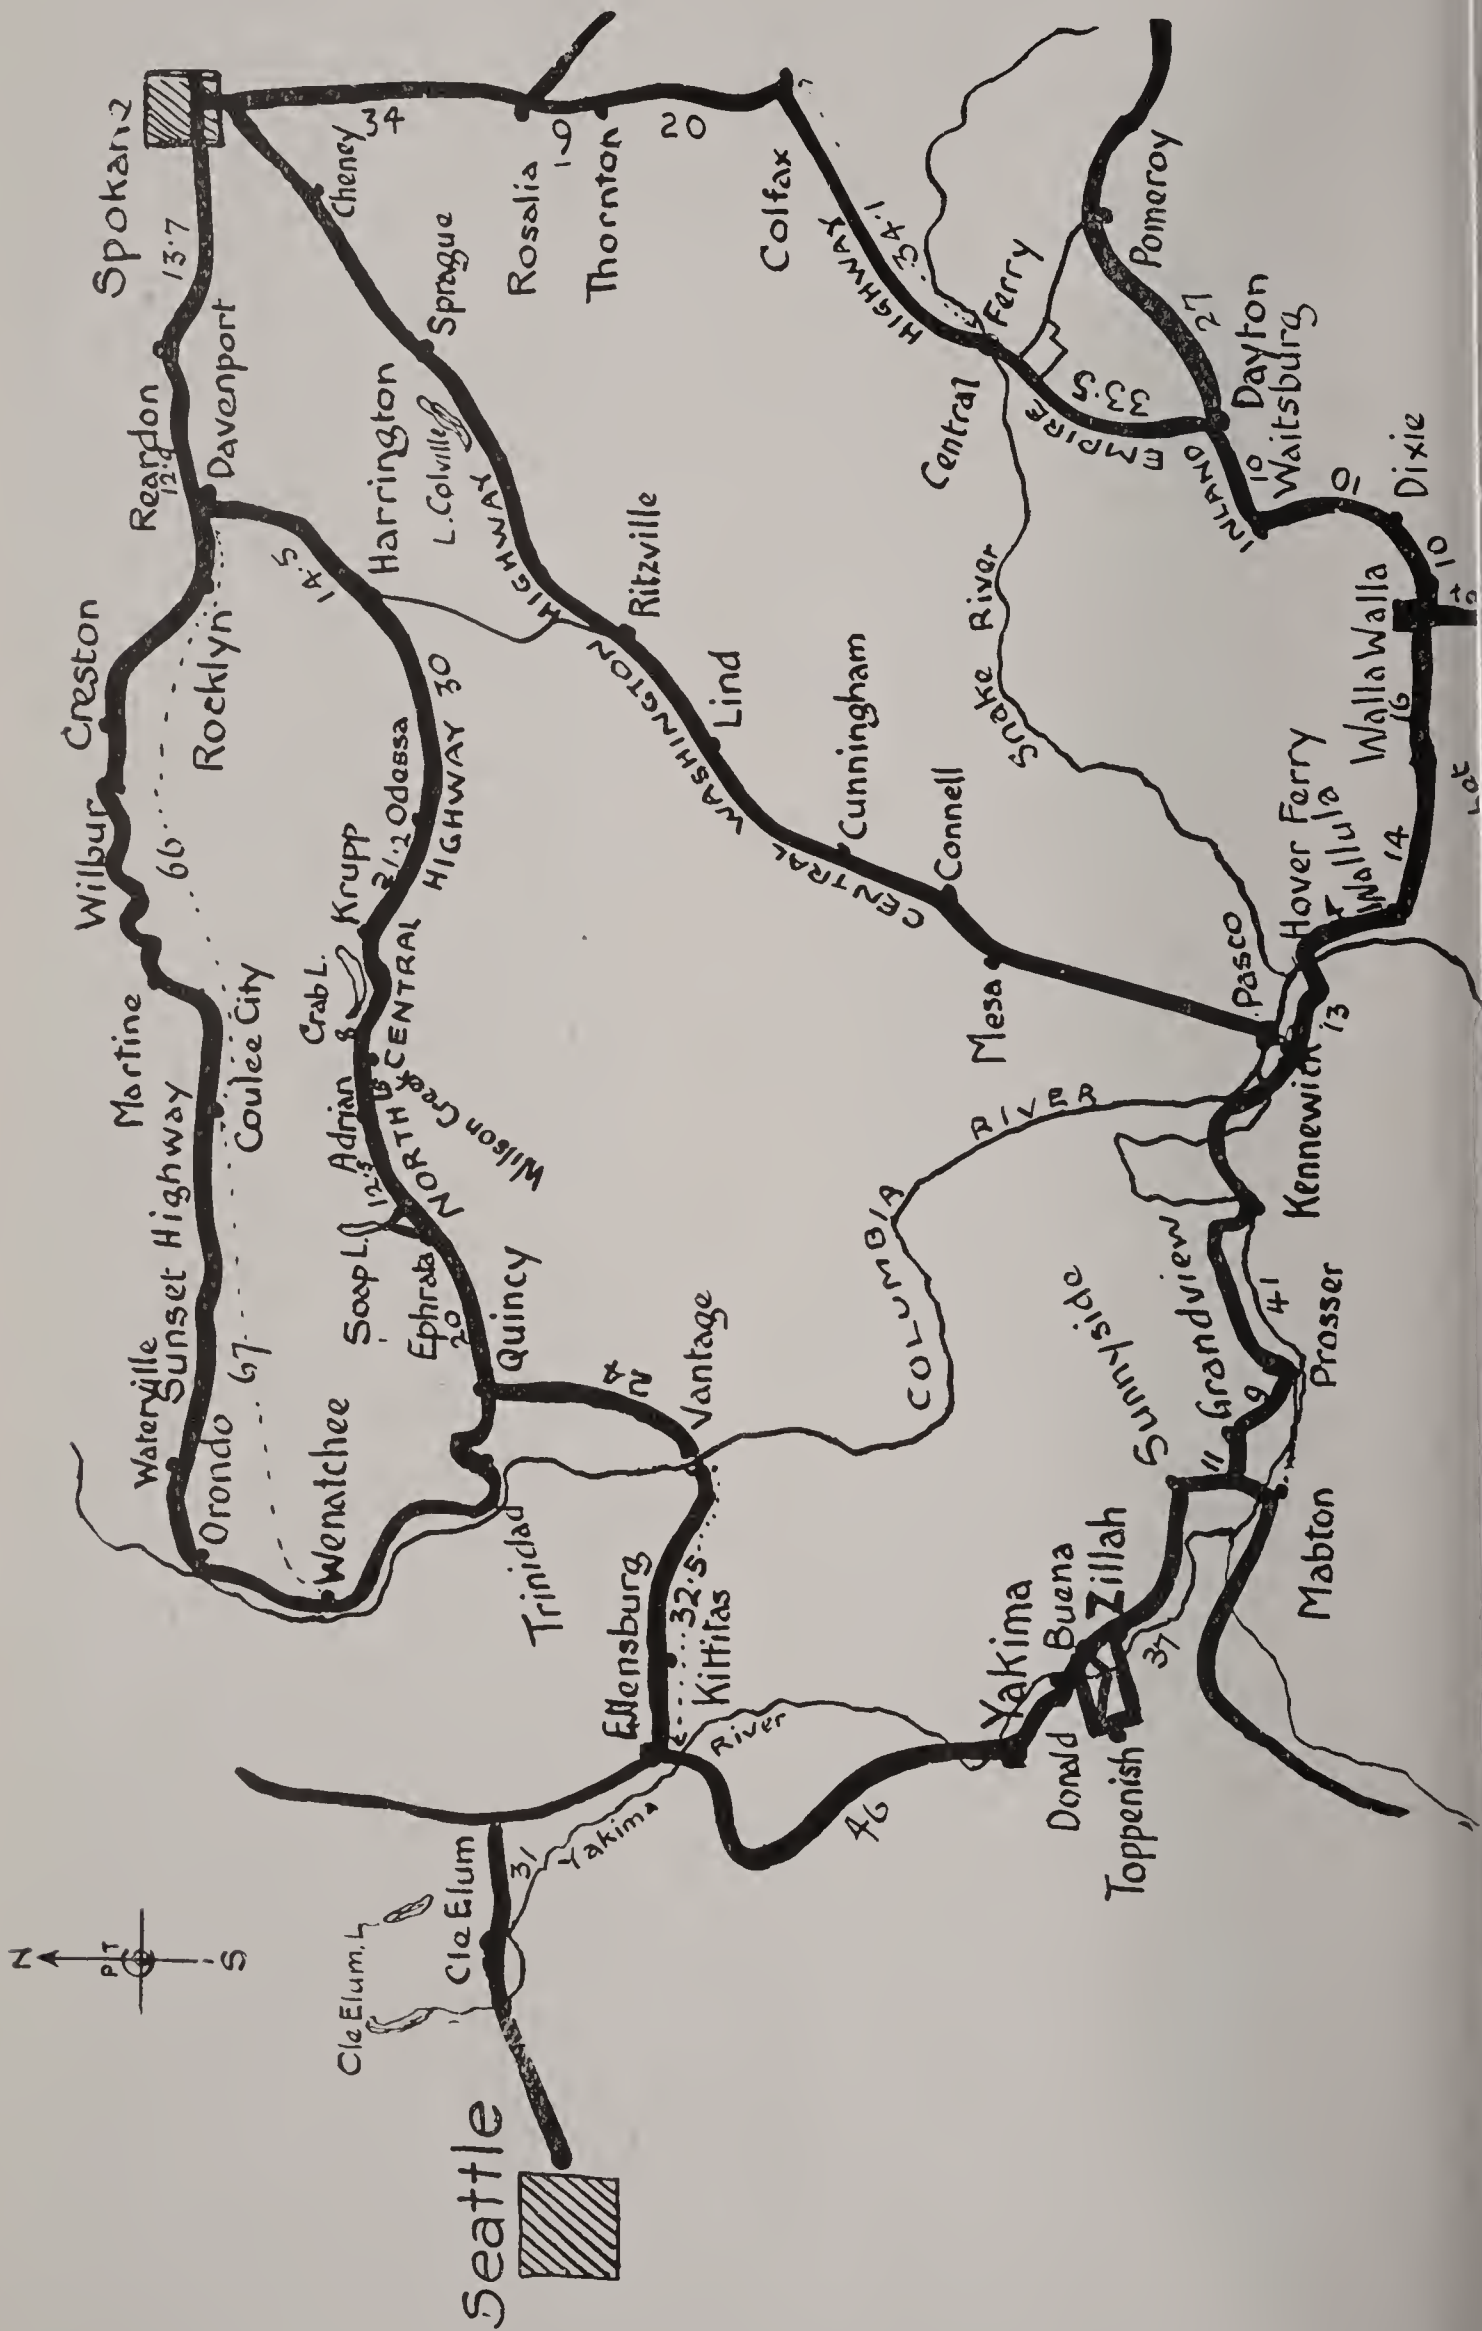 N
P T
S
Seattle
Cle Elum. L
Cle Elum
31
Yakima
River
Ellensburg
32.5
Kittitas
Vantage
24
Trinidad
Wenatchee
Orondo
Waterville
67
Sunset Highway
Coulee City
Martine
Wilbur
66
Creston
Rocklyn
Davenport
Reardon
13.7
Spokane
14.5
Harrington
30
Odessa
21.2
Krupp
Crab L.
8
Wilson Creek
Adrian
12.5
Soap L.
Ephrata
20
Quincy
NORTH CENTRAL HIGHWAY
34
Cheney
Sprague
L. Colville
Ritzville
Lind
Cunningham
Connell
Mesa
Pasco
CENTRAL WASHINGTON HIGHWAY
Rosalia
Thornton
20
Colfax
34.1
Central Ferry
33.5
Pomeroy
27
Dayton
10
Waitsburg
10
Dixie
10
INLAND EMPIRE HIGHWAY
Snake River
COLUMBIA RIVER
Walla Walla
16
14
Wallula
Hover Ferry
13
Kennewick
41
Prosser
9
Grandview
11
Sunnyside
Mabton
37
Zillah
Buena
Donald
Toppenish
Yakima
46